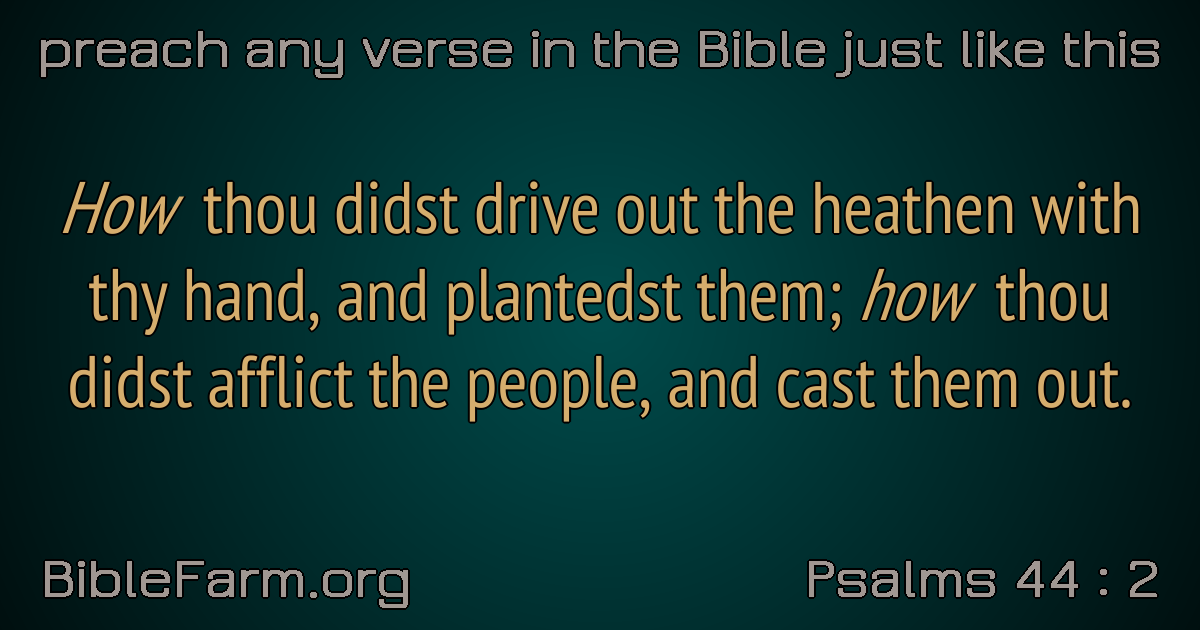 preach any verse in the Bible just like this
How thou didst drive out the heathen with
thy hand, and plantedst them; how thou
didst afflict the people, and cast them out.
BibleFarm.org
Psalms 44 : 2